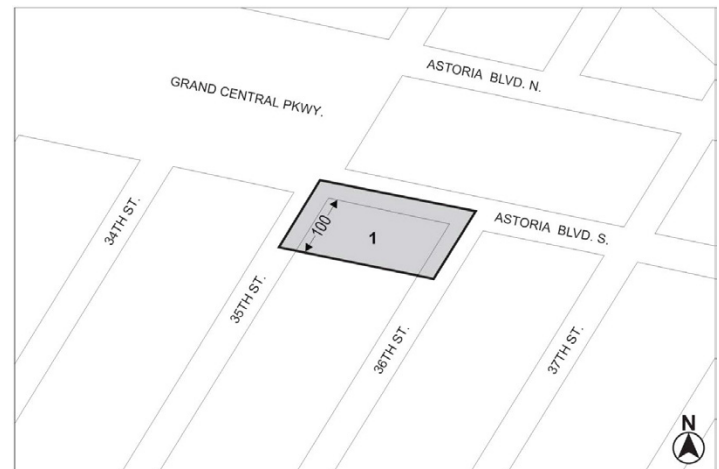 ASTORIA BLVD. N.
GRAND CENTRAL PKWY.
34TH ST.
100
1
ASTORIA BLVD. S.
35TH ST.
36TH ST.
37TH ST.
N